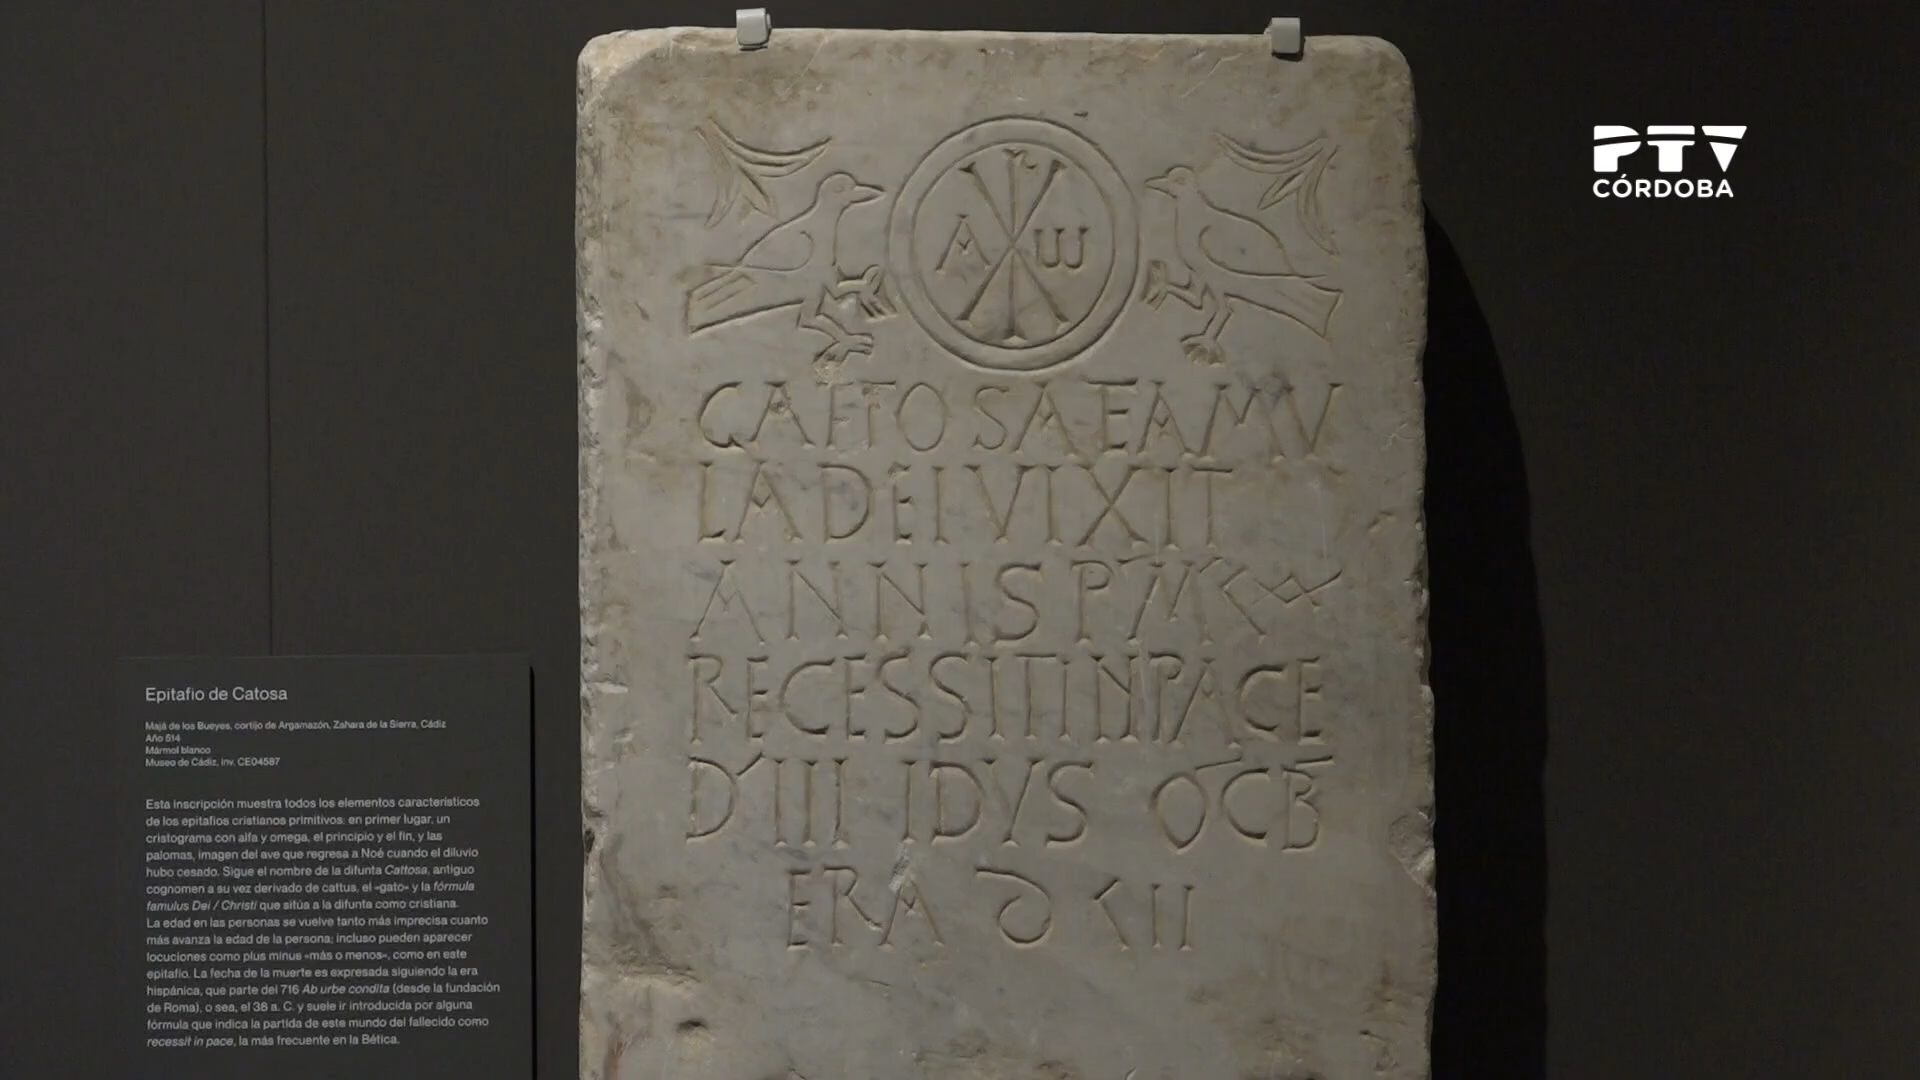 PTV
CÓRDOBA
Α ω
CATTOSA FAMU
LA DEI VIXIT
ANNIS P M
RECESSIT IN PACE
D III IDVS OCB
ERA
Epitafio de Catosa
Majá de los Bueyes, cortijo de Argamazón, Zahara de la Sierra, Cádiz
Año 514
Mármol blanco
Museo de Cádiz, inv. CE04587
Esta inscripción muestra todos los elementos característicos
de los epitafios cristianos primitivos: en primer lugar, un
cristograma con alfa y omega, el principio y el fin, y las
palomas, imagen del ave que regresa a Noé cuando el diluvio
hubo cesado. Sigue el nombre de la difunta Cattosa, antiguo
cognomen a su vez derivado de cattus, el «gato» y la fórmula
famulus Dei / Christi que sitúa a la difunta como cristiana.
La edad en las personas se vuelve tanto más imprecisa cuanto
más avanza la edad de la persona; incluso pueden aparecer
locuciones como plus minus «más o menos», como en este
epitafio. La fecha de la muerte es expresada siguiendo la era
hispánica, que parte del 716 Ab urbe condita (desde la fundación
de Roma), o sea, el 38 a. C. y suele ir introducida por alguna
fórmula que indica la partida de este mundo del fallecido como
recessit in pace, la más frecuente en la Bética.